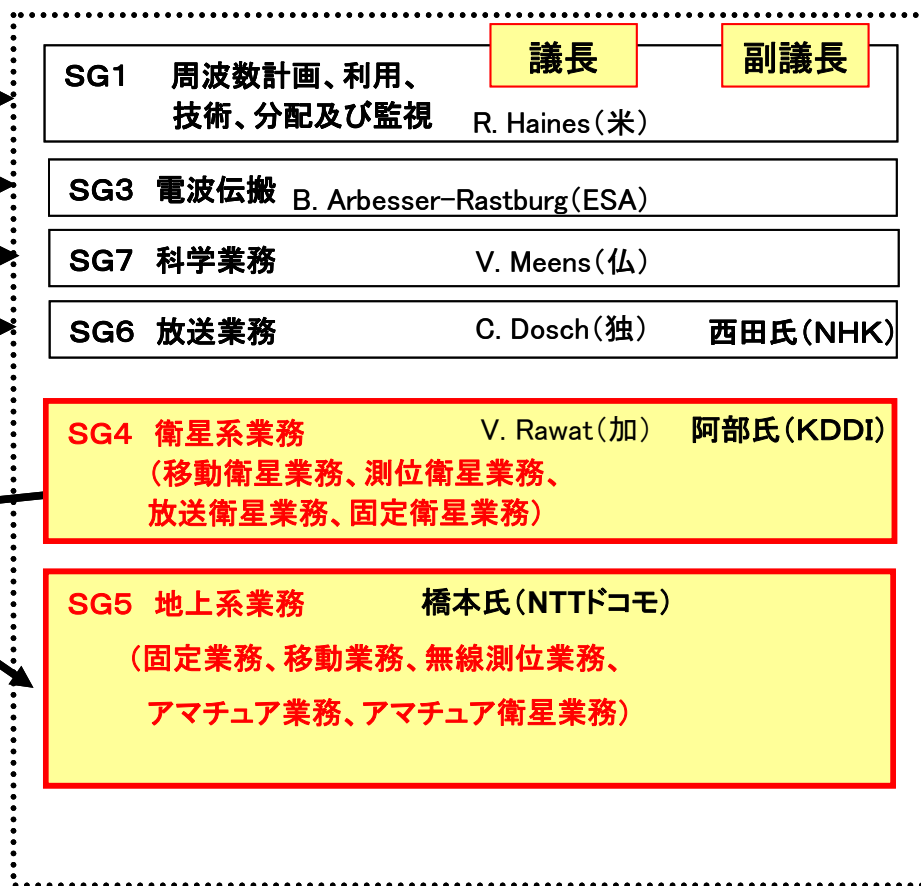 議長 副議長
SG1 周波数計画、利用、
技術、分配及び監視 R. Haines(米)
SG3 電波伝搬 B. Arbesser-Rastburg(ESA)
SG7 科学業務 V. Meens(仏)
SG6 放送業務 C. Dosch(独) 西田氏(NHK)
SG4 衛星系業務 V. Rawat(加) 阿部氏(KDDI)
(移動衛星業務、測位衛星業務、
放送衛星業務、固定衛星業務)
SG5 地上系業務 橋本氏(NTTドコモ)
(固定業務、移動業務、無線測位業務、
アマチュア業務、アマチュア衛星業務)